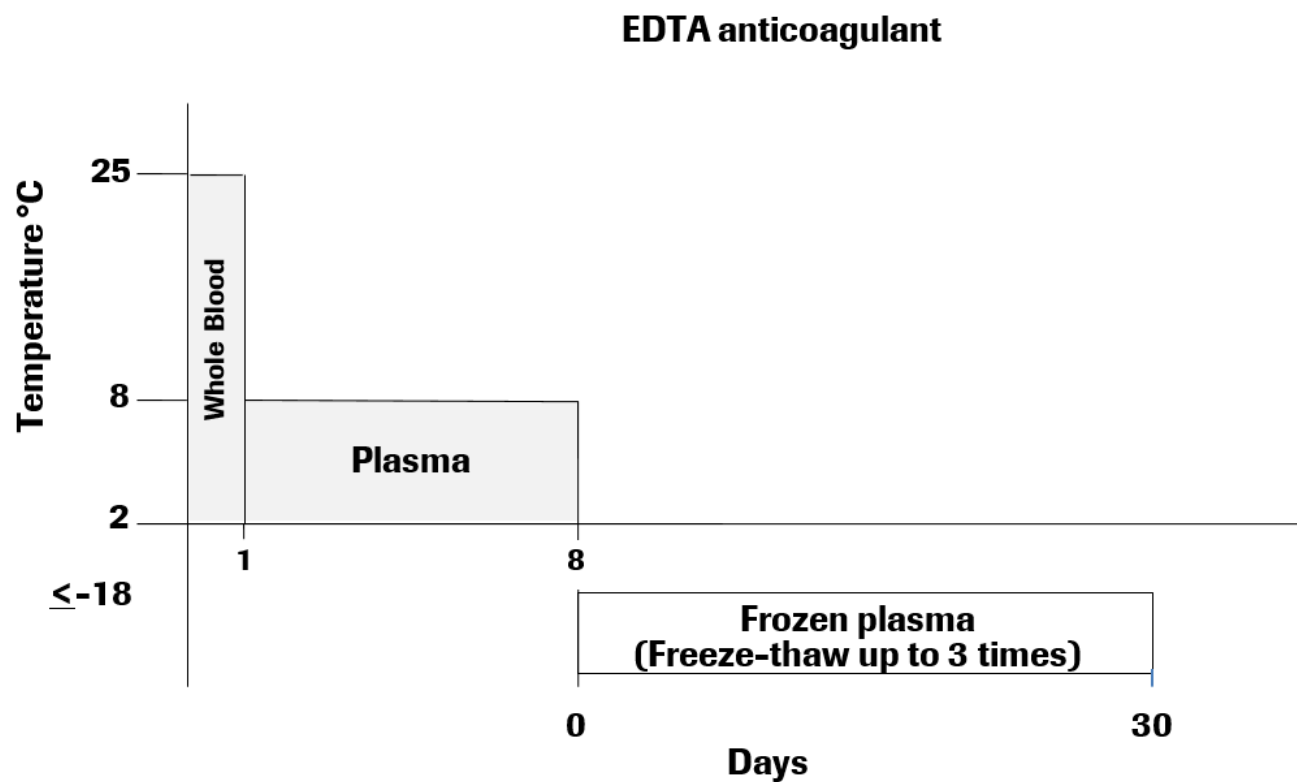 EDTA anticoagulant
Temperature °C
25
Whole Blood
8
Plasma
2
1
8
≤-18
Frozen plasma
(Freeze-thaw up to 3 times)
0
30
Days